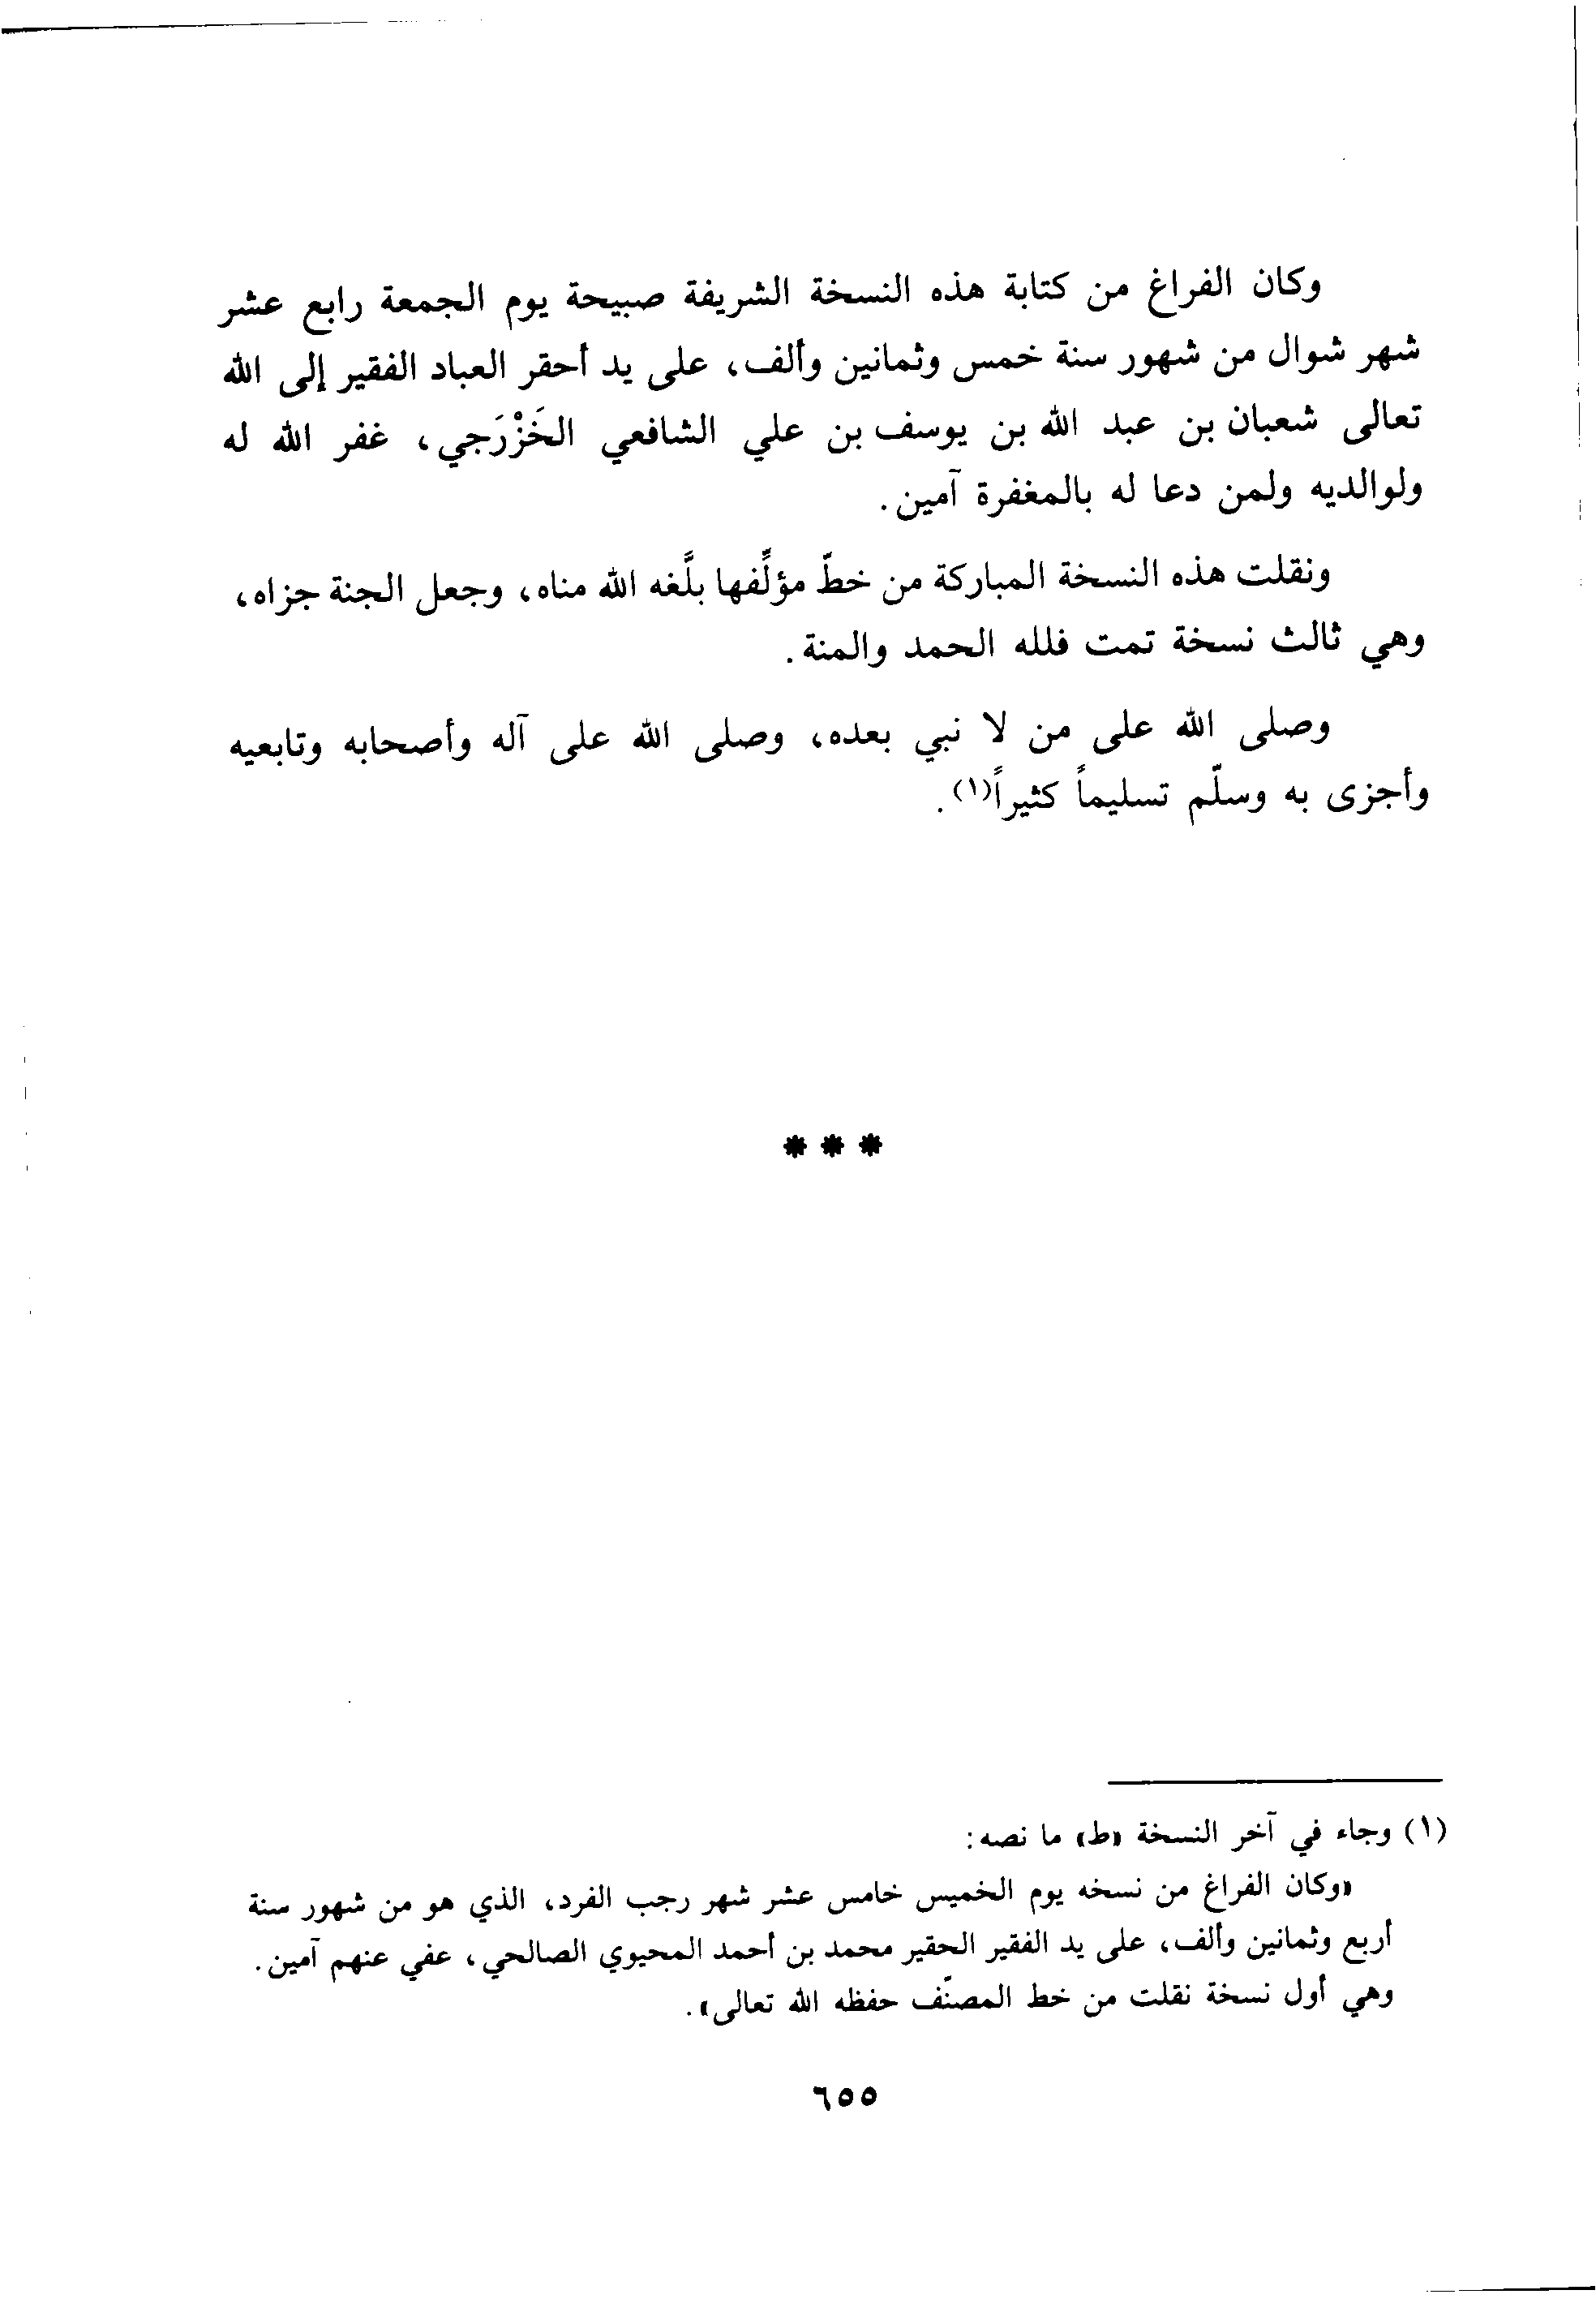 وكان الفراغ من كتابة هذه النسخة الشريفة صبيحة يوم الجمعة رابع عشر
شهر شوال من شهور سنة خمس وثمانين وألف، على يد أحقر العباد الفقير إلى الله
تعالى شعبان بن عبد الله بن يوسف بن علي الشافعي الخَزْرَجي، غفر الله له
ولوالديه ولمن دعا له بالمغفرة آمين.
ونقلت هذه النسخة المباركة من خطّ مؤلِّفها بلَّغه الله مناه، وجعل الجنة جزاه،
وهي ثالث نسخة تمت فلله الحمد والمنة.
وصلى الله على من لا نبي بعده، وصلى الله على آله وأصحابه وتابعيه
وأجزى به وسلّم تسليماً كثيراً(١).
***
(١) وجاء في آخر النسخة «ط» ما نصه:
«وكان الفراغ من نسخه يوم الخميس خامس عشر شهر رجب الفرد، الذي هو من شهور سنة
أربع وثمانين وألف، على يد الفقير الحقير محمد بن أحمد المحيوي الصالحي، عفي عنهم آمين.
وهي أول نسخة نقلت من خط المصنّف حفظه الله تعالى».
٦٥٥